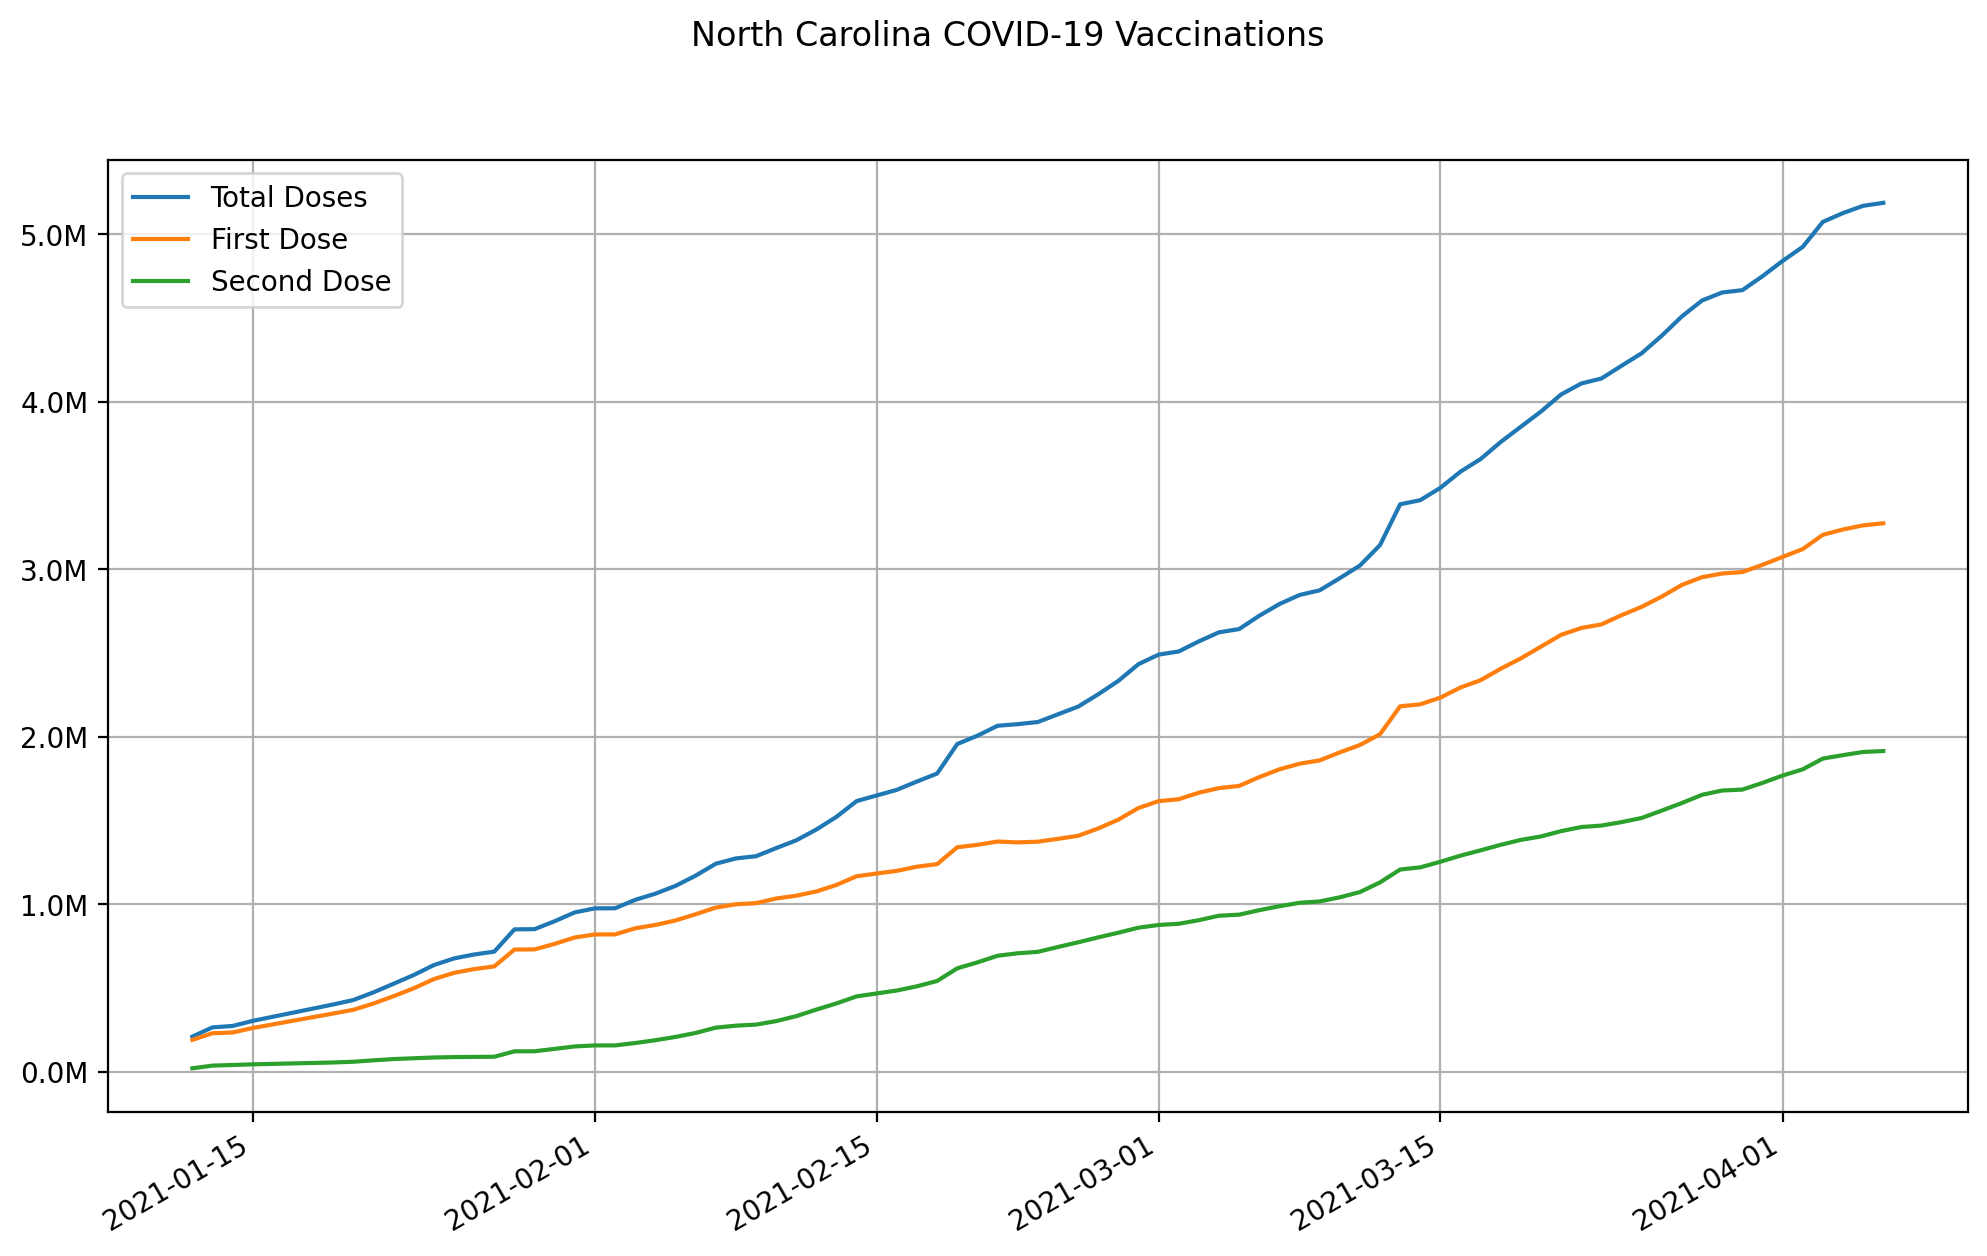 North Carolina COVID-19 Vaccinations
Total Doses
First Dose
Second Dose
5.0M
4.0M
3.0M
2.0M
1.0M
0.0M
2021-01-15
2021-02-01
2021-02-15
2021-03-01
2021-03-15
2021-04-01